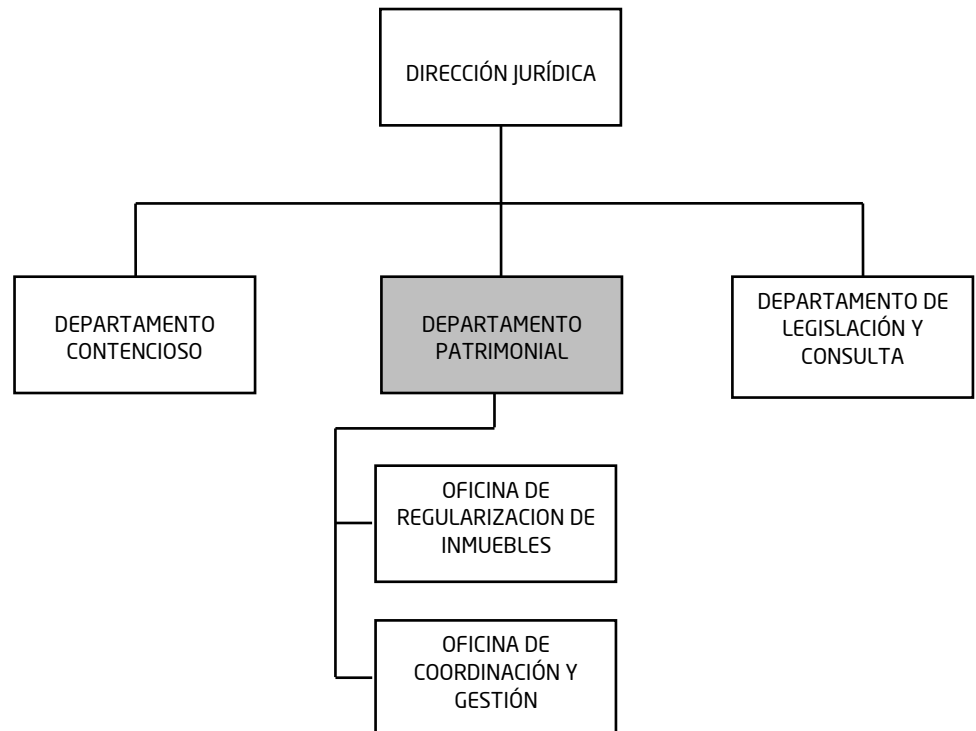 DIRECCIÓN JURÍDICA
DEPARTAMENTO
CONTENCIOSO
DEPARTAMENTO
PATRIMONIAL
DEPARTAMENTO DE
LEGISLACIÓN Y
CONSULTA
OFICINA DE
REGULARIZACION DE
INMUEBLES
OFICINA DE
COORDINACIÓN Y
GESTIÓN